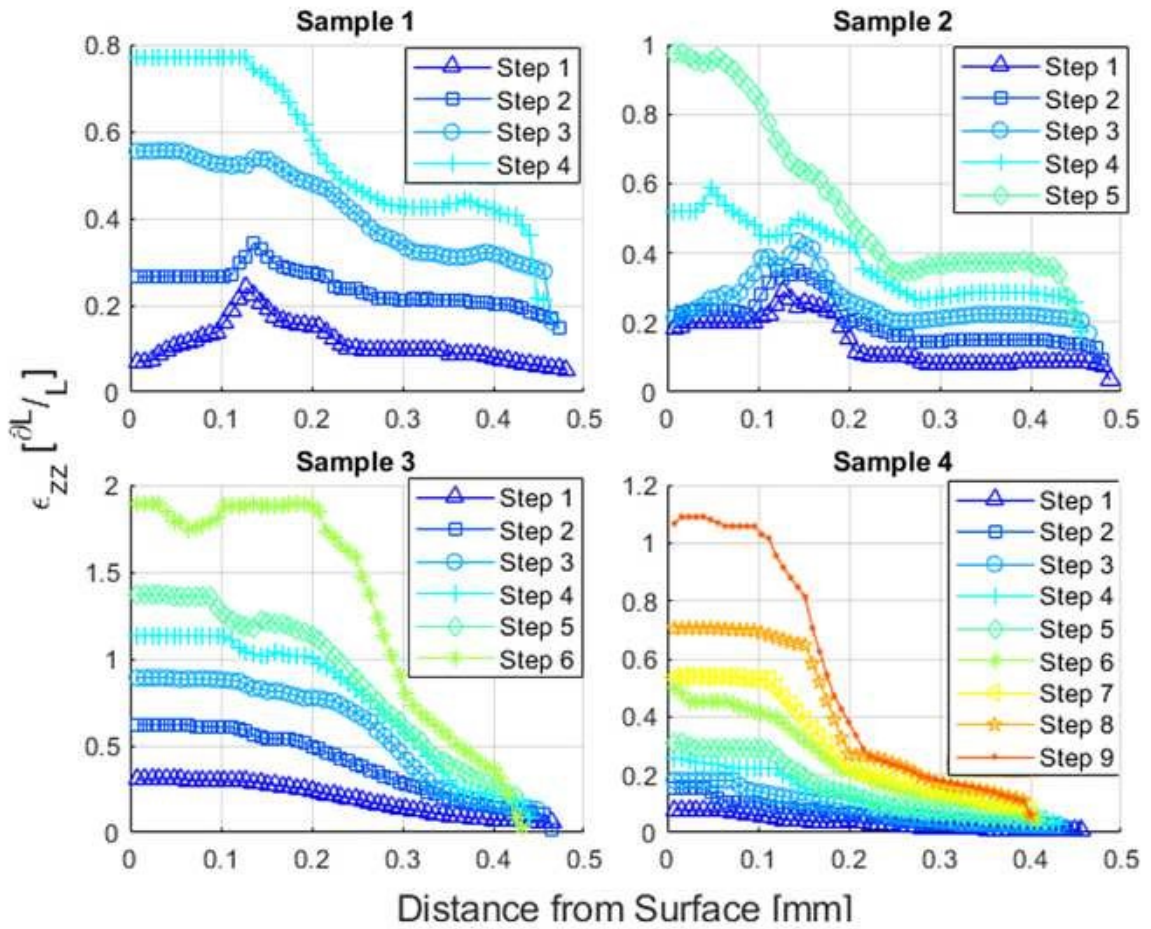 Sample 1
Sample 2
0.8
0.6
0.4
0.2
0
0
0.1
0.2
0.3
0.4
0.5
Step 1
Step 2
Step 3
Step 4
1
0.8
0.6
0.4
0.2
0
0
0.1
0.2
0.3
0.4
0.5
Step 1
Step 2
Step 3
Step 4
Step 5
Sample 3
Sample 4
2
1.5
1
0.5
0
0
0.1
0.2
0.3
0.4
0.5
Step 1
Step 2
Step 3
Step 4
Step 5
Step 6
1.2
1
0.8
0.6
0.4
0.2
0
0
0.1
0.2
0.3
0.4
0.5
Step 1
Step 2
Step 3
Step 4
Step 5
Step 6
Step 7
Step 8
Step 9
ϵzz [∂L/L]
Distance from Surface [mm]